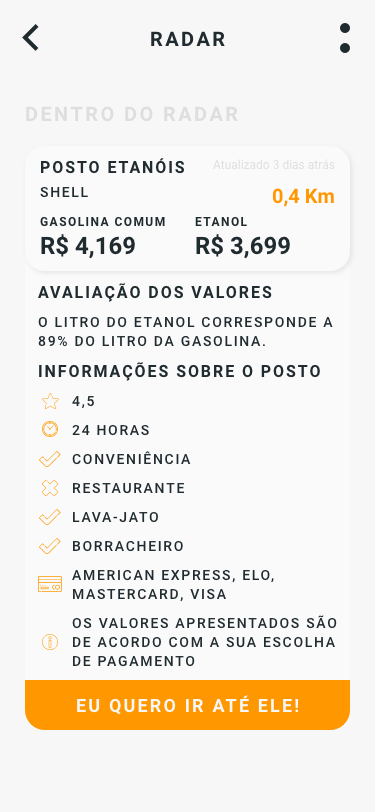 RADAR
DENTRO DO RADAR
POSTO ETANÓIS
Atualizado 3 dias atrás
SHELL
0,4 Km
GASOLINA COMUM ETANOL
R$ 4,169 R$ 3,699
AVALIAÇÃO DOS VALORES
O LITRO DO ETANOL CORRESPONDE A
89% DO LITRO DA GASOLINA.
INFORMAÇÕES SOBRE O POSTO
4,5
24 HORAS
CONVENIÊNCIA
RESTAURANTE
LAVA-JATO
BORRACHEIRO
AMERICAN EXPRESS, ELO,
MASTERCARD, VISA
OS VALORES APRESENTADOS SÃO
DE ACORDO COM A SUA ESCOLHA
DE PAGAMENTO
EU QUERO IR ATÉ ELE!